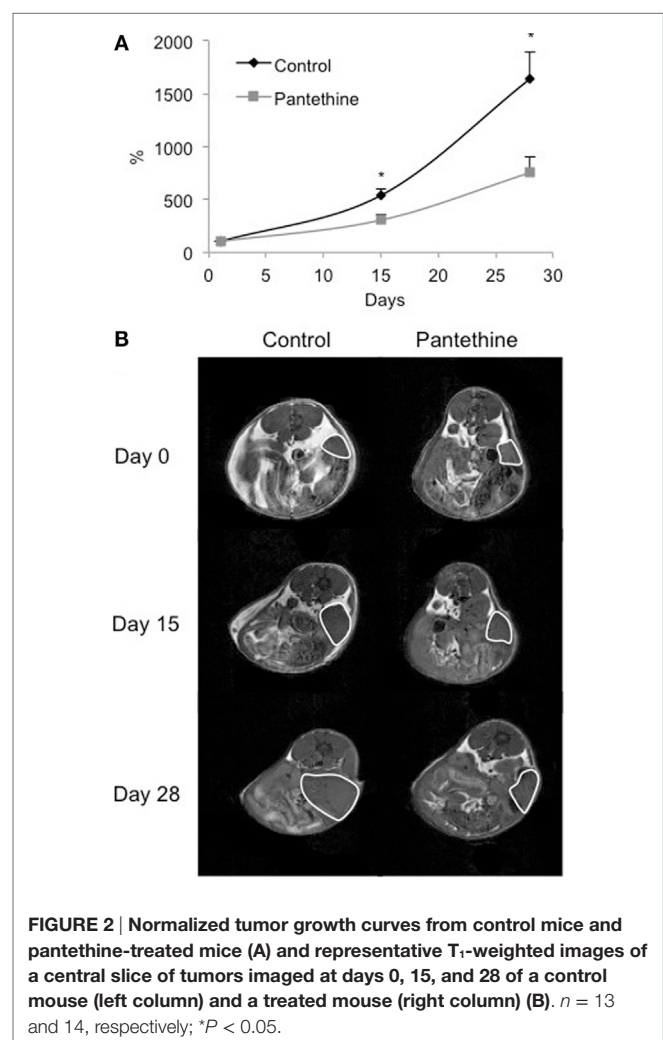 A
2000
1500
1000
500
0
%
Control
Pantethine
*
*
0 5 10 15 20 25 30
Days
B
Control Pantethine
Day 0
Day 15
Day 28
FIGURE 2 | Normalized tumor growth curves from control mice and
pantethine-treated mice (A) and representative T₁-weighted images of
a central slice of tumors imaged at days 0, 15, and 28 of a control
mouse (left column) and a treated mouse (right column) (B). n = 13
and 14, respectively; *P < 0.05.